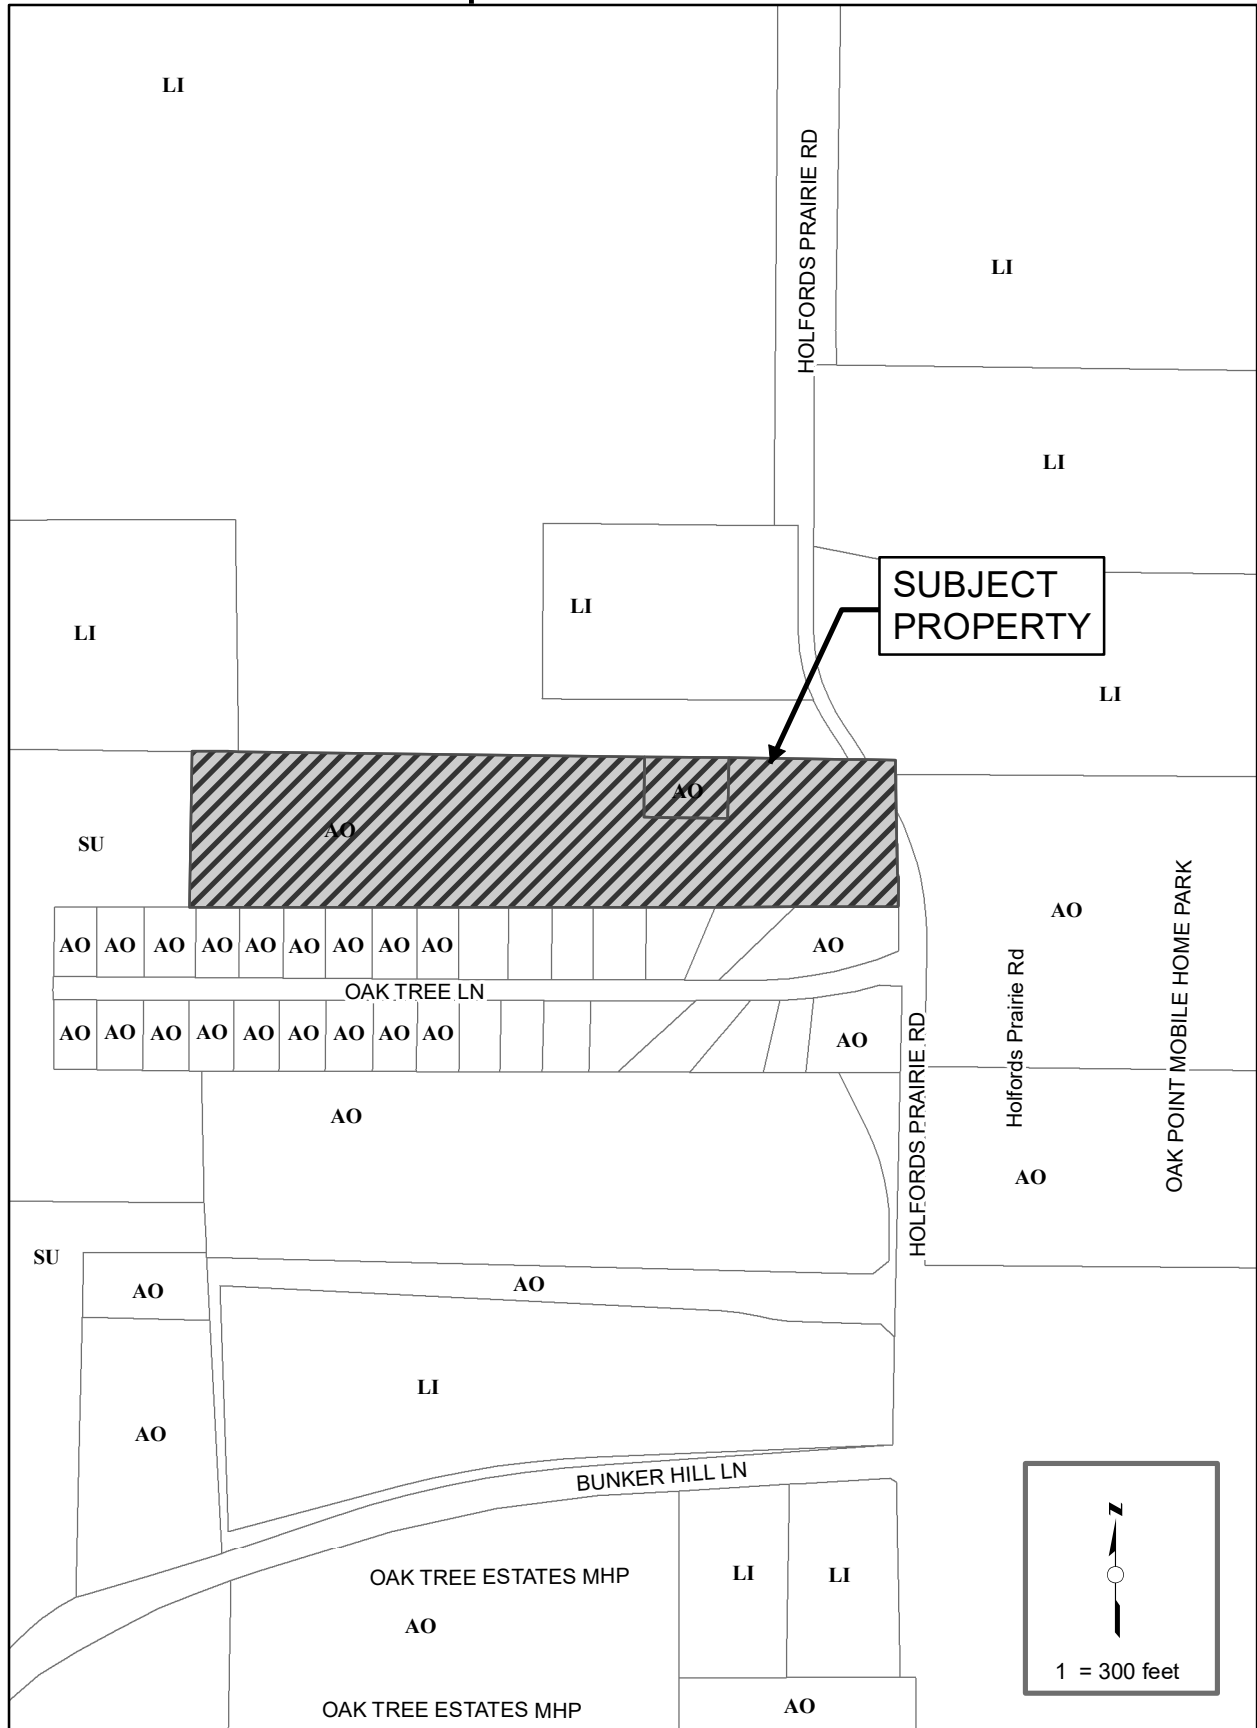 LI
HOLFORDS PRAIRIE RD
LI
LI
LI
LI
SUBJECT
PROPERTY
LI
AO
AO
SU
AO
AO AO AO AO AO AO AO AO AO
AO
OAK TREE LN
AO AO AO AO AO AO AO AO AO
AO
HOLFORDS PRAIRIE RD
Holfords Prairie Rd
OAK POINT MOBILE HOME PARK
AO
AO
SU
AO
AO
LI
AO
BUNKER HILL LN
OAK TREE ESTATES MHP
LI
LI
AO
OAK TREE ESTATES MHP
AO
N
1 = 300 feet